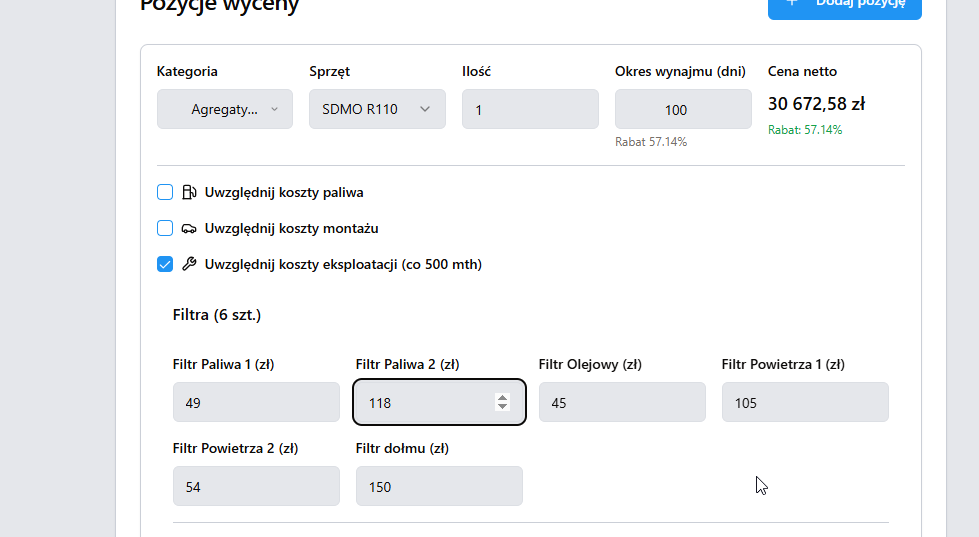 Pozycje wyceny
+ Dodaj pozycję
Kategoria Sprzęt Ilość Okres wynajmu (dni) Cena netto
Agregaty... SDMO R110 1 100 30 672,58 zł
Rabat: 57.14%
Rabat 57.14%
Uwzględnij koszty paliwa
Uwzględnij koszty montażu
Uwzględnij koszty eksploatacji (co 500 mth)
Filtra (6 szt.)
Filtr Paliwa 1 (zł) Filtr Paliwa 2 (zł) Filtr Olejowy (zł) Filtr Powietrza 1 (zł)
49 118 45 105
Filtr Powietrza 2 (zł) Filtr dołmu (zł)
54 150